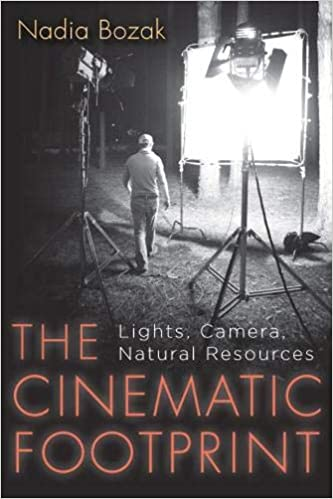 Nadia Bozak
THE
Lights, Camera,
Natural Resources
CINEMATIC
FOOTPRINT